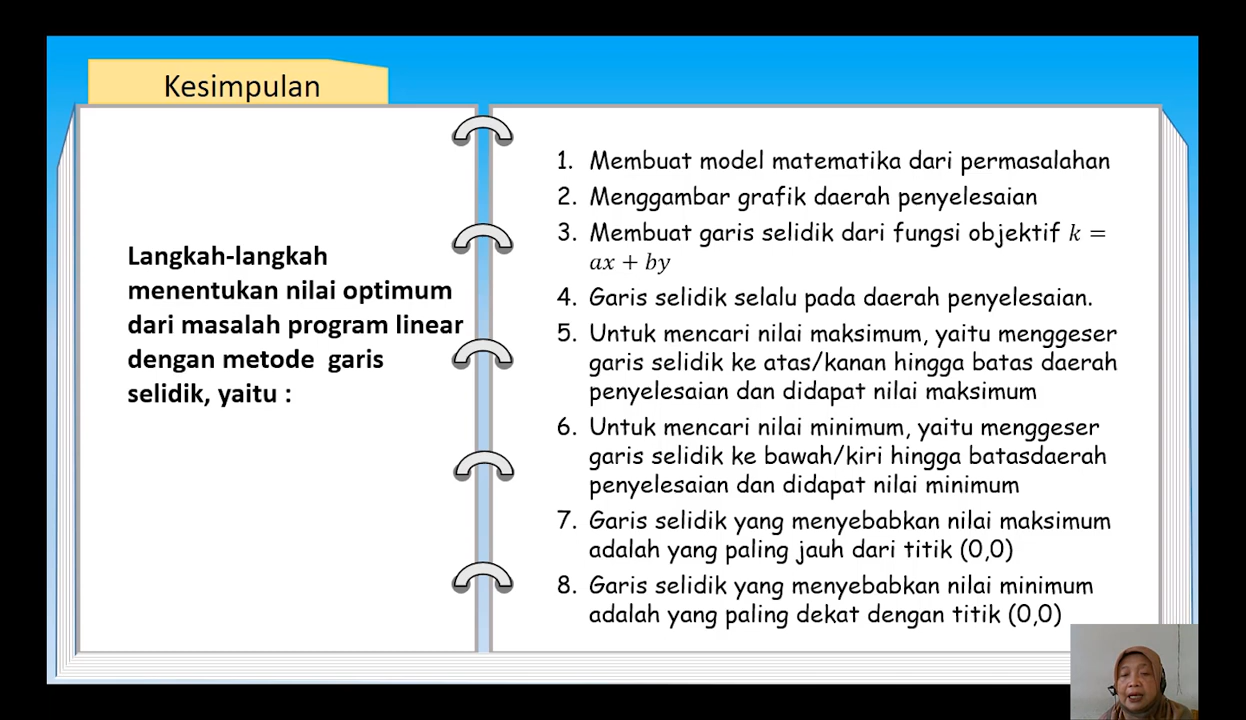 Kesimpulan
Langkah-langkah
menentukan nilai optimum
dari masalah program linear
dengan metode garis
selidik, yaitu :
1. Membuat model matematika dari permasalahan
2. Menggambar grafik daerah penyelesaian
3. Membuat garis selidik dari fungsi objektif k =
ax + by
4. Garis selidik selalu pada daerah penyelesaian.
5. Untuk mencari nilai maksimum, yaitu menggeser
garis selidik ke atas/kanan hingga batas daerah
penyelesaian dan didapat nilai maksimum
6. Untuk mencari nilai minimum, yaitu menggeser
garis selidik ke bawah/kiri hingga batasdaerah
penyelesaian dan didapat nilai minimum
7. Garis selidik yang menyebabkan nilai maksimum
adalah yang paling jauh dari titik (0,0)
8. Garis selidik yang menyebabkan nilai minimum
adalah yang paling dekat dengan titik (0,0)